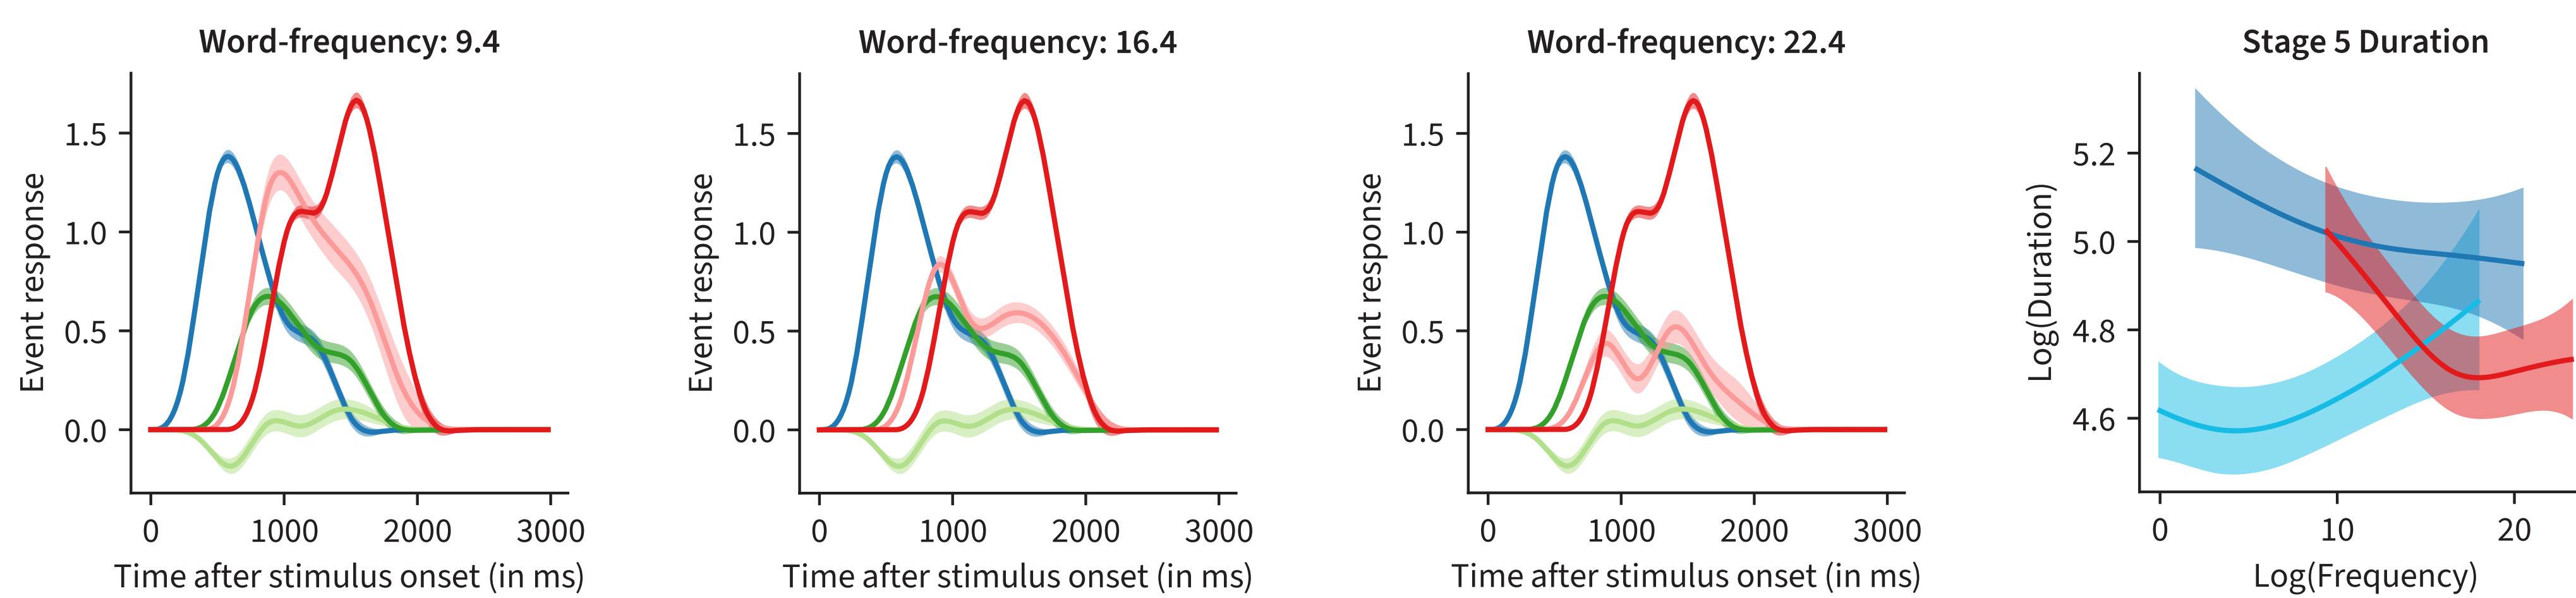 Word-frequency: 9.4
Event response
1.5
1.0
0.5
0.0
0 1000 2000 3000
Time after stimulus onset (in ms)
Word-frequency: 16.4
Event response
1.5
1.0
0.5
0.0
0 1000 2000 3000
Time after stimulus onset (in ms)
Word-frequency: 22.4
Event response
1.5
1.0
0.5
0.0
0 1000 2000 3000
Time after stimulus onset (in ms)
Stage 5 Duration
Log(Duration)
5.2
5.0
4.8
4.6
0 10 20
Log(Frequency)